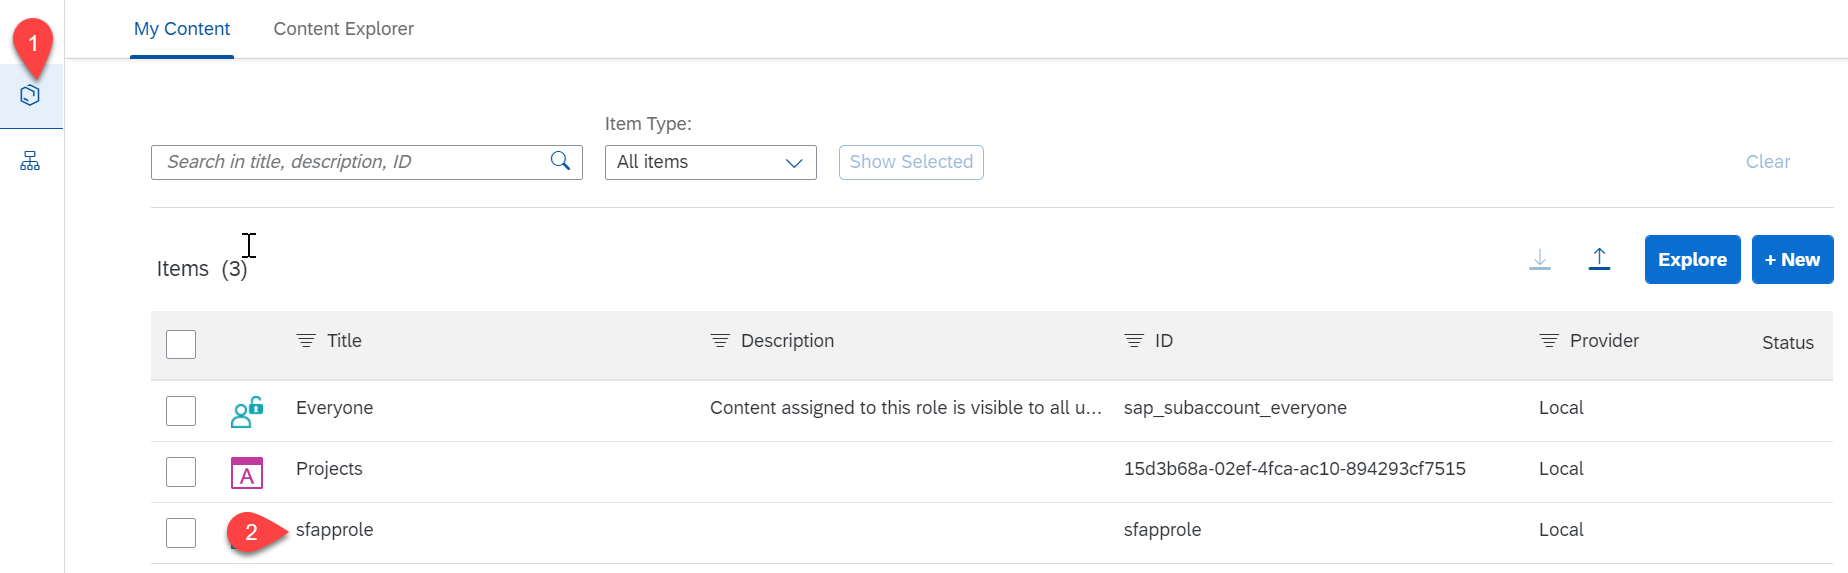 My Content Content Explorer
1
Item Type:
Search in title, description, ID All items Show Selected Clear
Items (3) Explore + New
Title Description ID Provider Status
Everyone Content assigned to this role is visible to all u... sap_subaccount_everyone Local
A Projects 15d3b68a-02ef-4fca-ac10-894293cf7515 Local
2 sfapprole sfapprole Local